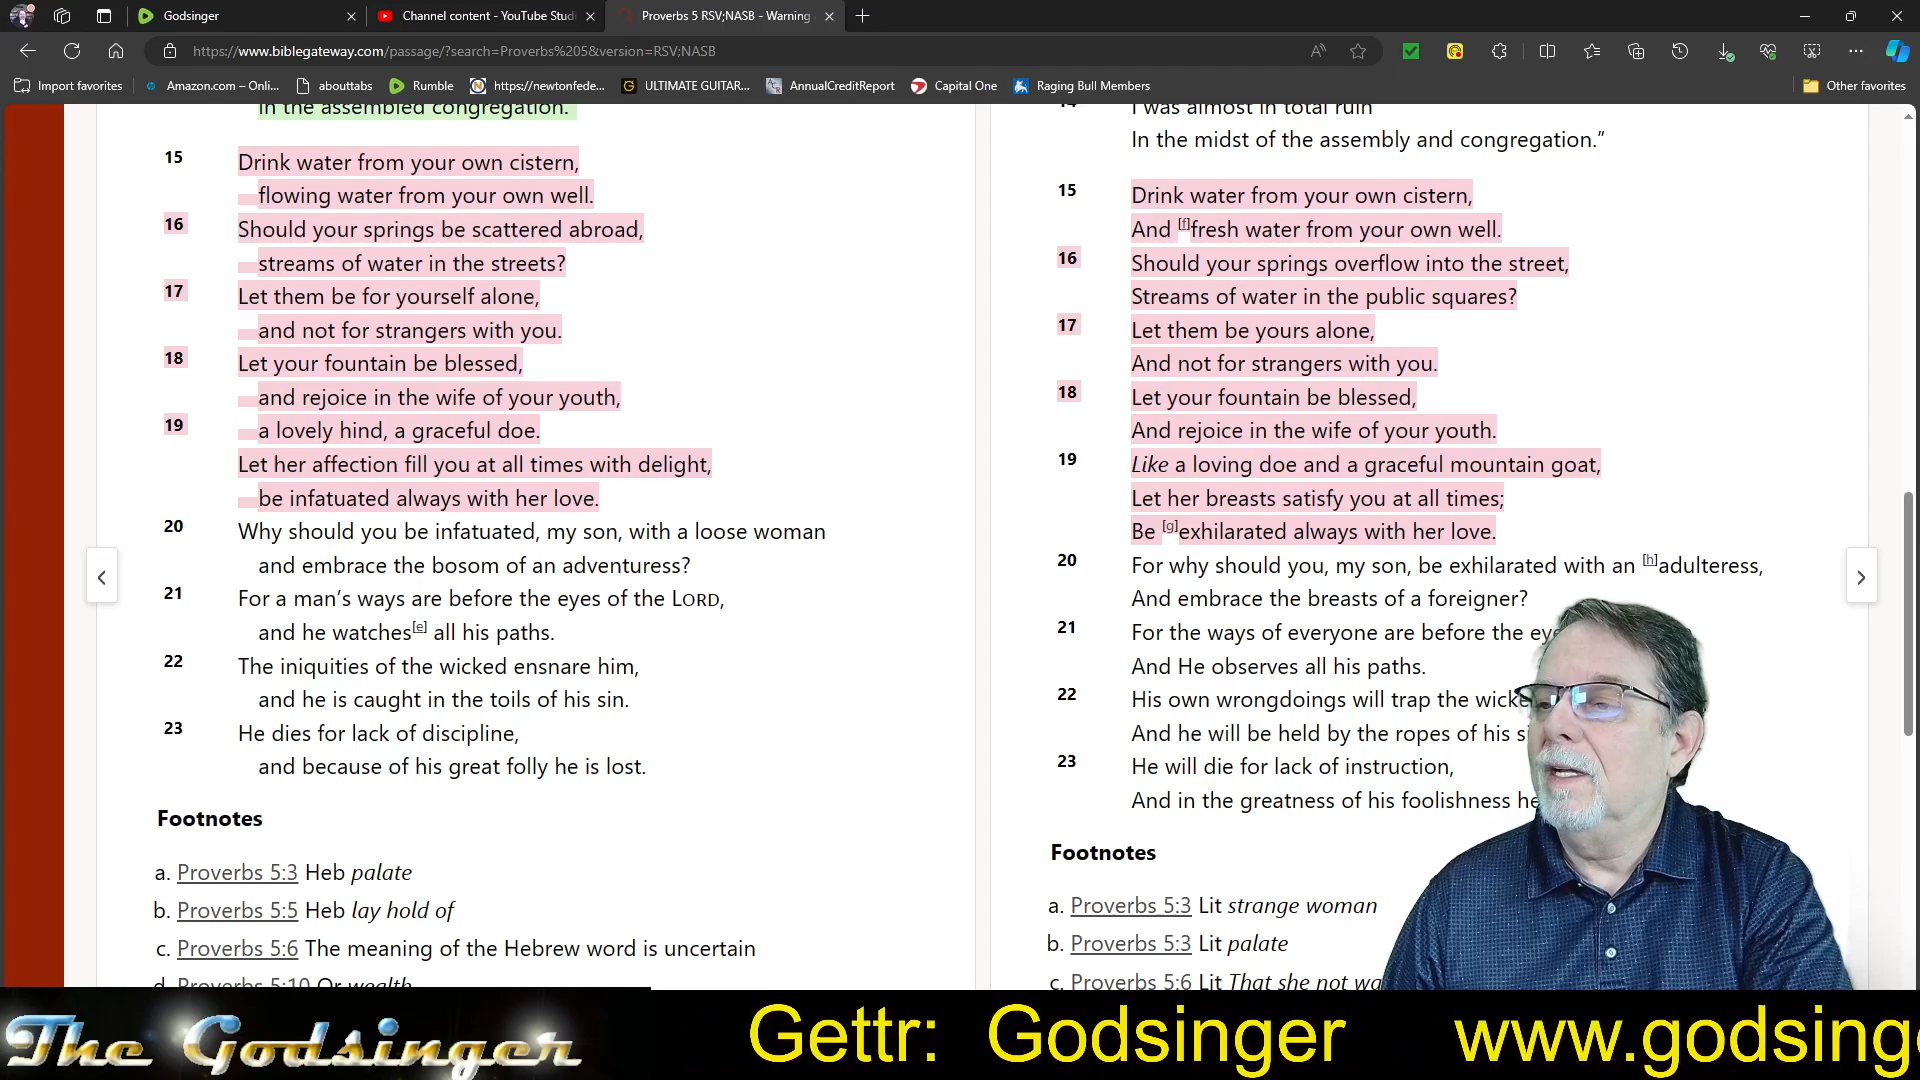 Godsinger
Channel content - YouTube Studi
Proverbs 5 RSV;NASB - Warning
https://www.biblegateway.com/passage/?search=Proverbs%205&version=RSV;NASB
Import favorites
Amazon.com – Onli...
abouttabs
Rumble
https://newtonfede...
ULTIMATE GUITAR...
AnnualCreditReport
Capital One
Raging Bull Members
Other favorites
in the assembled congregation.”
15 Drink water from your own cistern,
flowing water from your own well.
16 Should your springs be scattered abroad,
streams of water in the streets?
17 Let them be for yourself alone,
and not for strangers with you.
18 Let your fountain be blessed,
and rejoice in the wife of your youth,
19 a lovely hind, a graceful doe.
Let her affection fill you at all times with delight,
be infatuated always with her love.
20 Why should you be infatuated, my son, with a loose woman
and embrace the bosom of an adventuress?
21 For a man’s ways are before the eyes of the LORD,
and he watches[e] all his paths.
22 The iniquities of the wicked ensnare him,
and he is caught in the toils of his sin.
23 He dies for lack of discipline,
and because of his great folly he is lost.
Footnotes
a. Proverbs 5:3 Heb palate
b. Proverbs 5:5 Heb lay hold of
c. Proverbs 5:6 The meaning of the Hebrew word is uncertain
d. Proverbs 5:10 Or wealth
14 I was almost in total ruin
In the midst of the assembly and congregation.”
15 Drink water from your own cistern,
And [f]fresh water from your own well.
16 Should your springs overflow into the street,
Streams of water in the public squares?
17 Let them be yours alone,
And not for strangers with you.
18 Let your fountain be blessed,
And rejoice in the wife of your youth.
19 Like a loving doe and a graceful mountain goat,
Let her breasts satisfy you at all times;
Be [g]exhilarated always with her love.
20 For why should you, my son, be exhilarated with an [h]adulteress,
And embrace the breasts of a foreigner?
21 For the ways of everyone are before the eye
And He observes all his paths.
22 His own wrongdoings will trap the wicke
And he will be held by the ropes of his si
23 He will die for lack of instruction,
And in the greatness of his foolishness he
Footnotes
a. Proverbs 5:3 Lit strange woman
b. Proverbs 5:3 Lit palate
c. Proverbs 5:6 Lit That she not wa
The Godsinger
Gettr: Godsinger www.godsinge